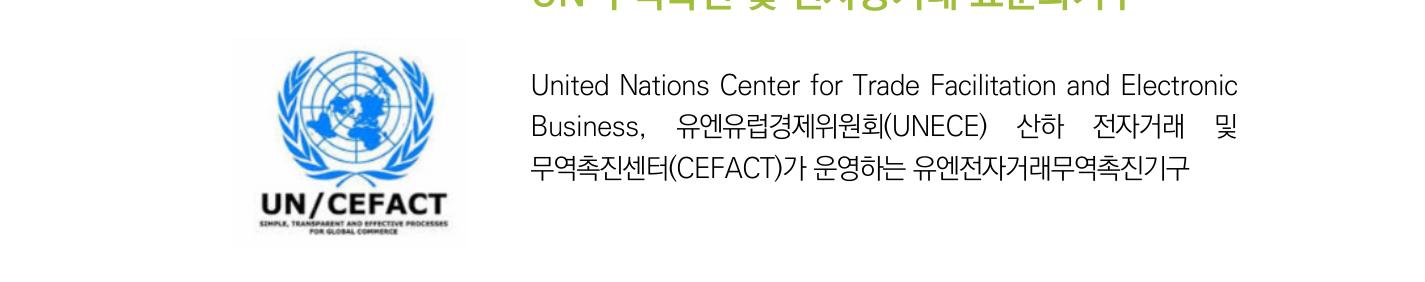 United Nations Center for Trade Facilitation and Electronic
Business, 유엔유럽경제위원회(UNECE) 산하 전자거래 및
무역촉진센터(CEFACT)가 운영하는 유엔전자거래무역촉진기구
UN/CEFACT
SIMPLE, TRANSPARENT AND EFFECTIVE PROCESSES
FOR GLOBAL COMMERCE